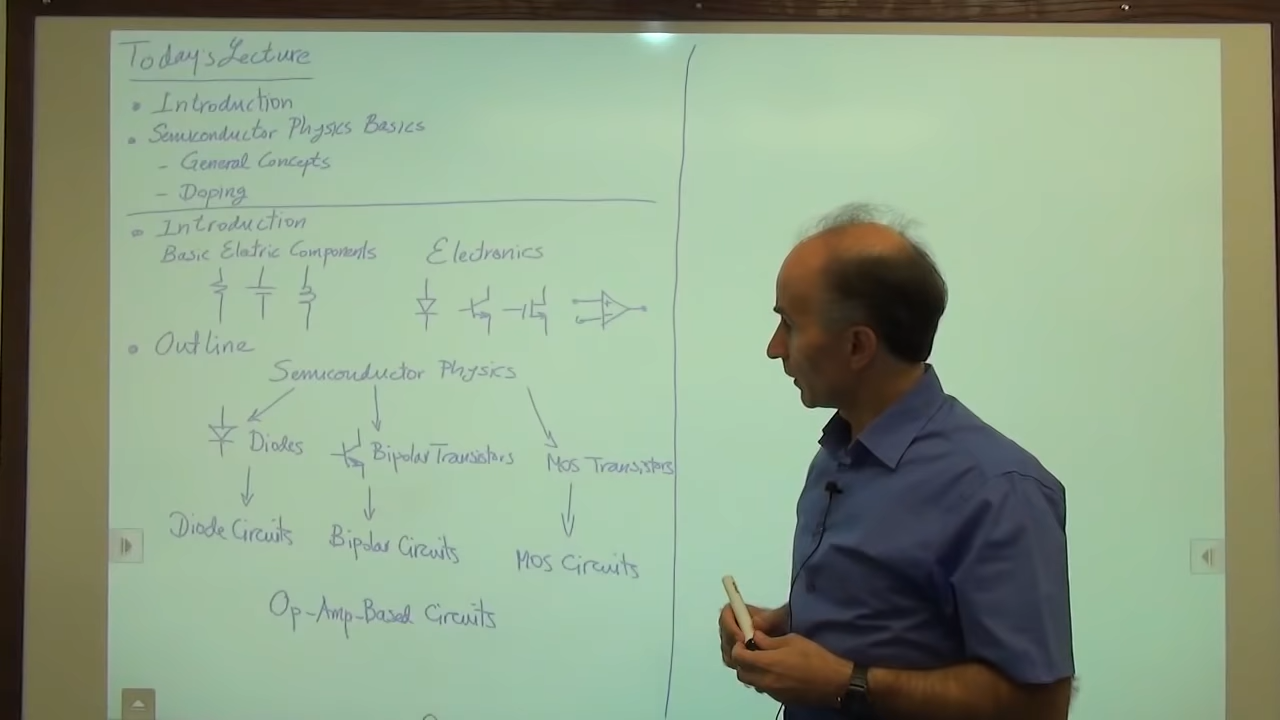 Today's Lecture
• Introduction
• Semiconductor Physics Basics
- General Concepts
- Doping
• Introduction
Basic Eletric Components
Electronics
• Outline
Semiconductor Physics
Diodes
Bipolar Transistors
MOS Transistors
Diode Circuits
Bipolar Circuits
MOS Circuits
Op-Amp-Based Circuits